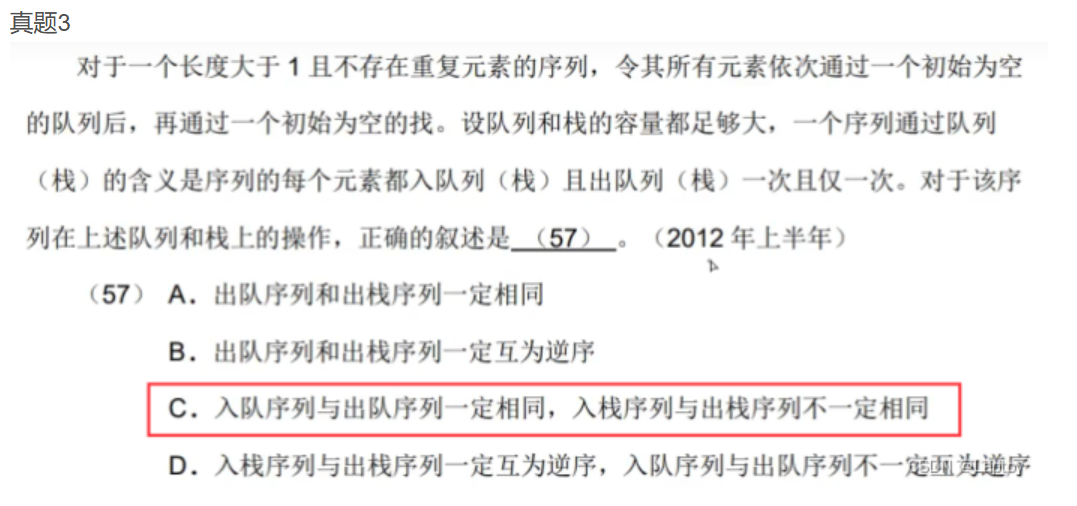 真题3
对于一个长度大于 1 且不存在重复元素的序列，令其所有元素依次通过一个初始为空
的队列后，再通过一个初始为空的找。设队列和栈的容量都足够大，一个序列通过队列
（栈）的含义是序列的每个元素都入队列（栈）且出队列（栈）一次且仅一次。对于该序
列在上述队列和栈上的操作，正确的叙述是 （57） 。（2012 年上半年）
（57） A．出队序列和出栈序列一定相同
B．出队序列和出栈序列一定互为逆序
C．入队序列与出队序列一定相同，入栈序列与出栈序列不一定相同
D．入栈序列与出栈序列一定互为逆序，入队序列与出队序列不一定互为逆序